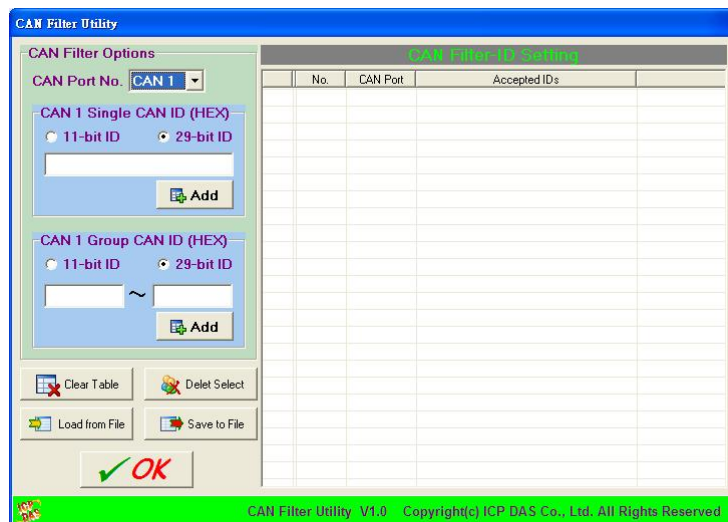 CAN Filter Utility
CAN Filter Options
CAN Port No. CAN 1
CAN 1 Single CAN ID (HEX)
11-bit ID 29-bit ID
Add
CAN 1 Group CAN ID (HEX)
11-bit ID 29-bit ID
~
Add
Clear Table Delet Select
Load from File Save to File
OK
CAN Filter-ID Setting
No. CAN Port Accepted IDs
ICP DAS
CAN Filter Utility V1.0 Copyright(c) ICP DAS Co., Ltd. All Rights Reserved